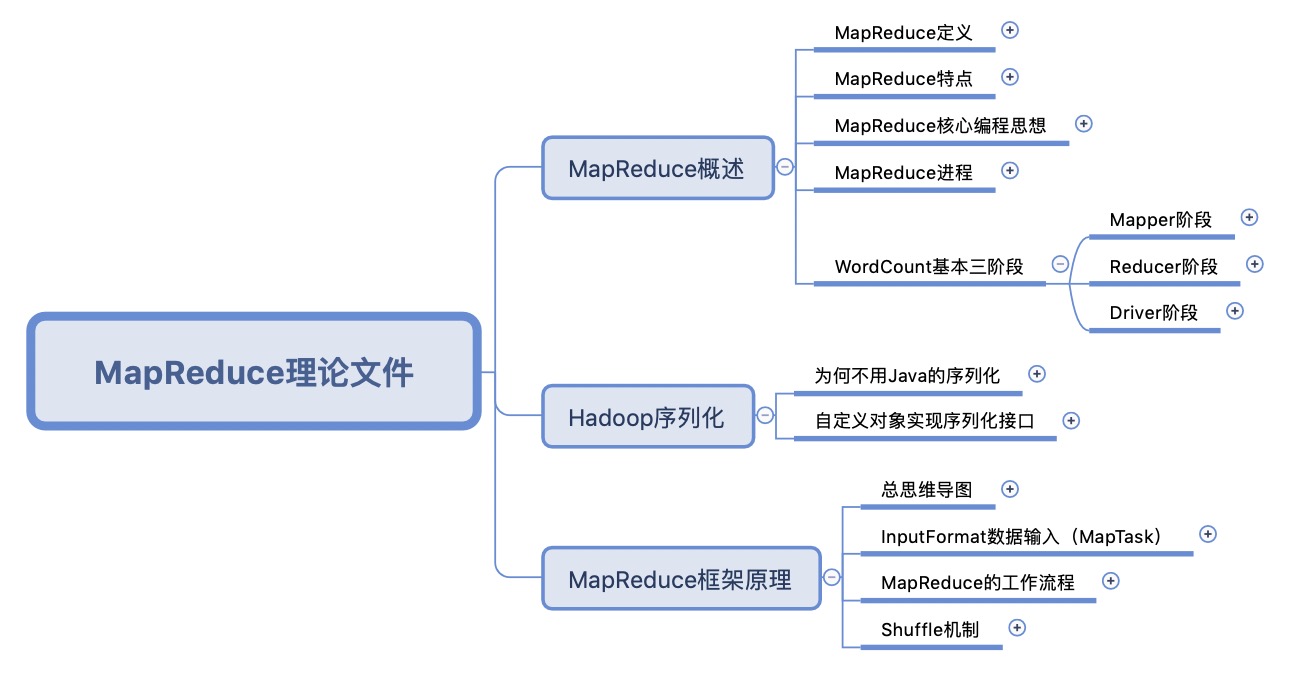 MapReduce理论文件
MapReduce概述
MapReduce定义
MapReduce特点
MapReduce核心编程思想
MapReduce进程
WordCount基本三阶段
Mapper阶段
Reducer阶段
Driver阶段
Hadoop序列化
为何不用Java的序列化
自定义对象实现序列化接口
MapReduce框架原理
总思维导图
InputFormat数据输入（MapTask）
MapReduce的工作流程
Shuffle机制